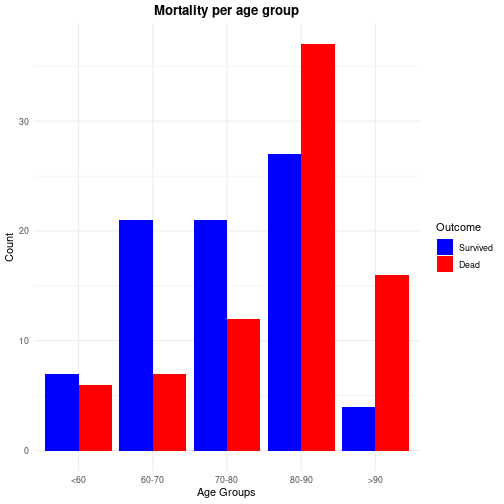 Mortality per age group
Count
30
20
10
0
<60
60-70
70-80
80-90
>90
Age Groups
Outcome
Survived
Dead